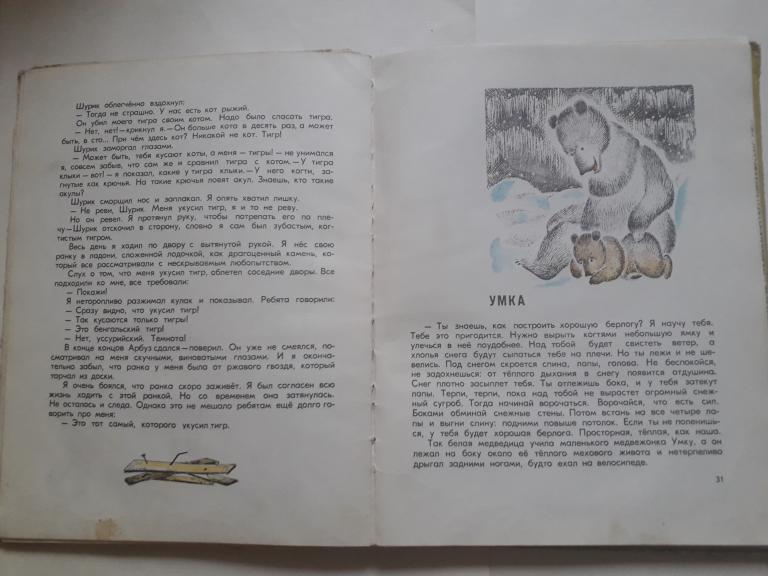 Шурик облегчённо вздохнул:
— Тогда не страшно. У нас есть кот рыжий.
Он убил моего тигра своим котом. Надо было спасать тигра.
— Нет, нет! — крикнул я. — Он больше кота в десять раз, а может
быть, в сто... При чём здесь кот? Никакой не кот. Тигр!
Шурик заморгал глазами.
— Может быть, тебя кусают коты, а меня — тигры! — не унимался
я, совсем забыв, что сам же и сравнил тигра с котом. — У тигра
клыки — вот! — я показал, какие у тигра клыки. — У него когти, за-
гнутые как крючья. На такие крючья ловят акул. Знаешь, кто такие
акулы?
Шурик сморщил нос и заплакал. Я опять хватил лишку.
— Не реви, Шурик. Меня укусил тигр, я и то не реву.
Но он ревел. Я протянул руку, чтобы потрепать его по пле-
чу — Шурик отскочил в сторону, словно я сам был зубастым, ког-
тистым тигром.
Весь день я ходил по двору с вытянутой рукой. Я нёс свою
ранку в ладони, сложенной лодочкой, как драгоценный камень, ко-
торый все рассматривали с нескрываемым любопытством.
Слух о том, что меня укусил тигр, облетел соседние дворы. Все
подходили ко мне, все требовали:
— Покажи!
Я неторопливо разжимал кулак и показывал. Ребята говорили:
— Сразу видно, что укусил тигр!
— Так кусаются только тигры!
— Это бенгальский тигр!
— Нет, уссурийский. Темнота!
В конце концов Арбуз сдался — поверил. Он уже не смеялся, по-
сматривал на меня скучными, виноватыми глазами. И я оконча-
тельно забыл, что ранка у меня была от ржавого гвоздя, который
торчал из доски.
Я очень боялся, что ранка скоро заживёт. Я был согласен всю
жизнь ходить с этой ранкой. Но со временем она затянулась.
Не осталось и следа. Однако это не мешало ребятам ещё долго го-
ворить про меня:
— Это тот самый, которого укусил тигр.
УМКА
— Ты знаешь, как построить хорошую берлогу? Я научу тебя.
Тебе это пригодится. Нужно вырыть когтями небольшую ямку и
улечься в неё поудобнее. Над тобой будет свистеть ветер, а
хлопья снега будут сыпаться тебе на плечи. Но ты лежи и не ше-
велись. Под снегом скроется спина, лапы, голова. Не беспокойся,
не задохнёшься: от тёплого дыхания в снегу появится отдушина.
Снег плотно засыплет тебя. Ты отлежишь бока, и у тебя затекут
лапы. Терпи, терпи, пока над тобой не вырастет огромный снеж-
ный сугроб. Тогда начинай ворочаться. Ворочайся, что есть сил.
Боками обминай снежные стены. Потом встань на все четыре ла-
пы и выгни спину: подними повыше потолок. Если ты не поленишь-
ся, у тебя будет хорошая берлога. Просторная, тёплая, как наша.
Так белая медведица учила маленького медвежонка Умку, а он
лежал на боку около её тёплого мехового живота и нетерпеливо
дрыгал задними ногами, будто ехал на велосипеде.
31